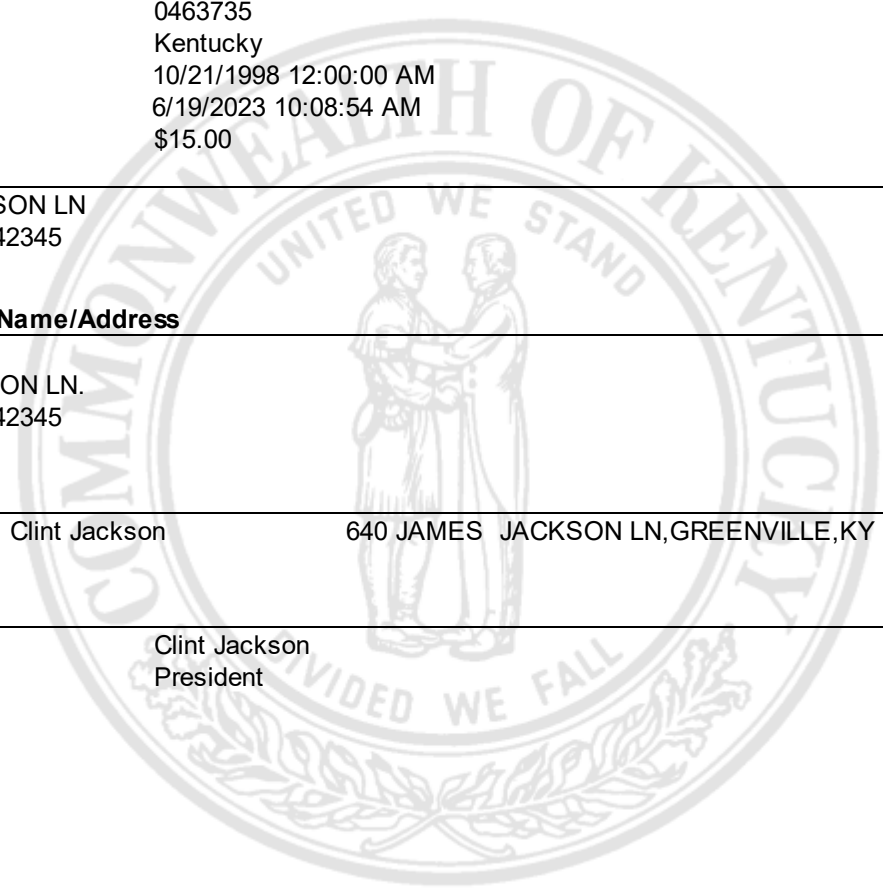 0463735
Kentucky
10/21/1998 12:00:00 AM
6/19/2023 10:08:54 AM
$15.00
SON LN
42345
Name/Address
ON LN.
42345
Clint Jackson 640 JAMES JACKSON LN,GREENVILLE,KY
Clint Jackson
President
COMMONWEALTH OF KENTUCKY
UNITED WE STAND
DIVIDED WE FALL